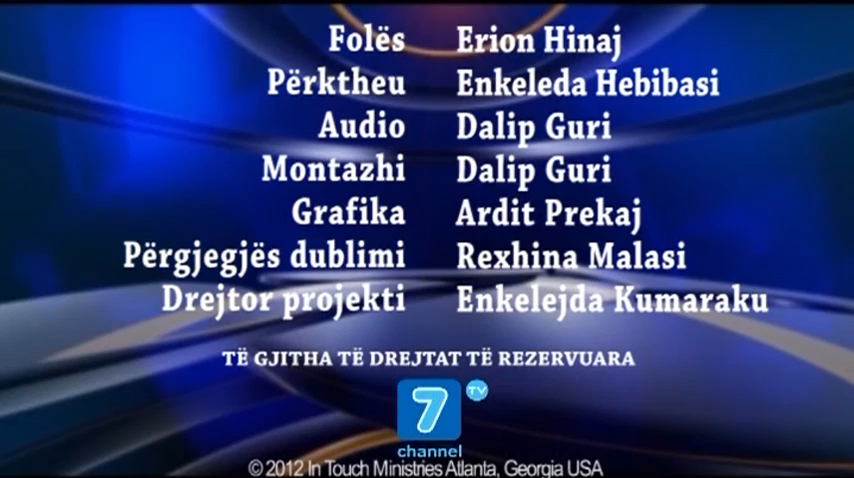 Folës Erion Hinaj
Përktheu Enkeleda Hebibasi
Audio Dalip Guri
Montazhi Dalip Guri
Grafika Ardit Prekaj
Përgjegjës dublimi Rexhina Malasi
Drejtor projekti Enkelejda Kumaraku
TË GJITHA TË DREJTAT TË REZERVUARA
7 TV
channel
© 2012 In Touch Ministries Atlanta, Georgia USA